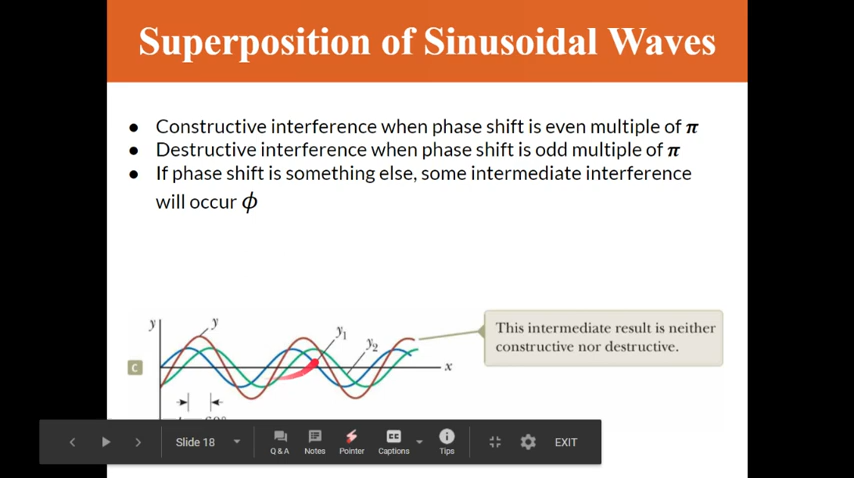 Superposition of Sinusoidal Waves
● Constructive interference when phase shift is even multiple of π
● Destructive interference when phase shift is odd multiple of π
● If phase shift is something else, some intermediate interference
will occur ϕ
y
y
y₁
y₂
x
C
This intermediate result is neither
constructive nor destructive.
Slide 18
Q & A
Notes
Pointer
CC
Captions
Tips
EXIT